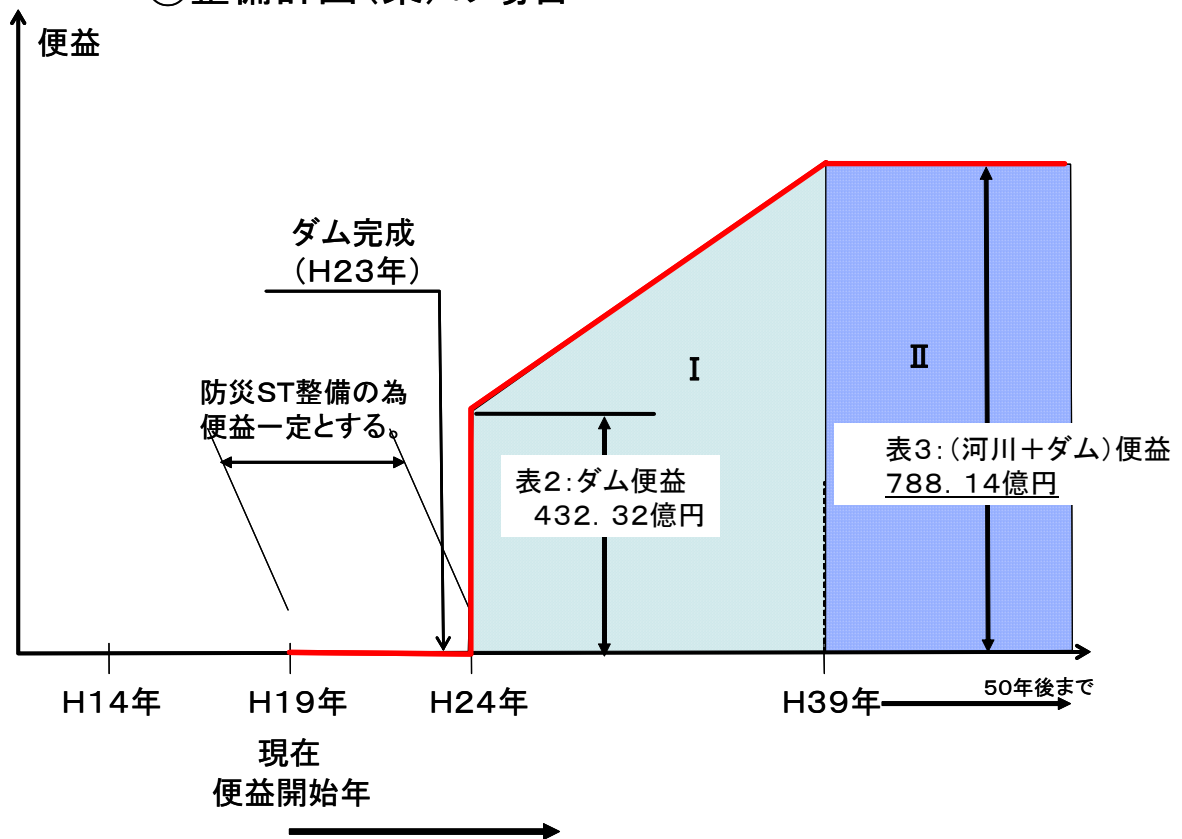 便益
ダム完成
（H23年）
防災ST整備の為
便益一定とする。
Ⅰ
Ⅱ
表2：ダム便益
432．32億円
表3：（河川＋ダム）便益
788．14億円
H14年
H19年
H24年
H39年
50年後まで
現在
便益開始年